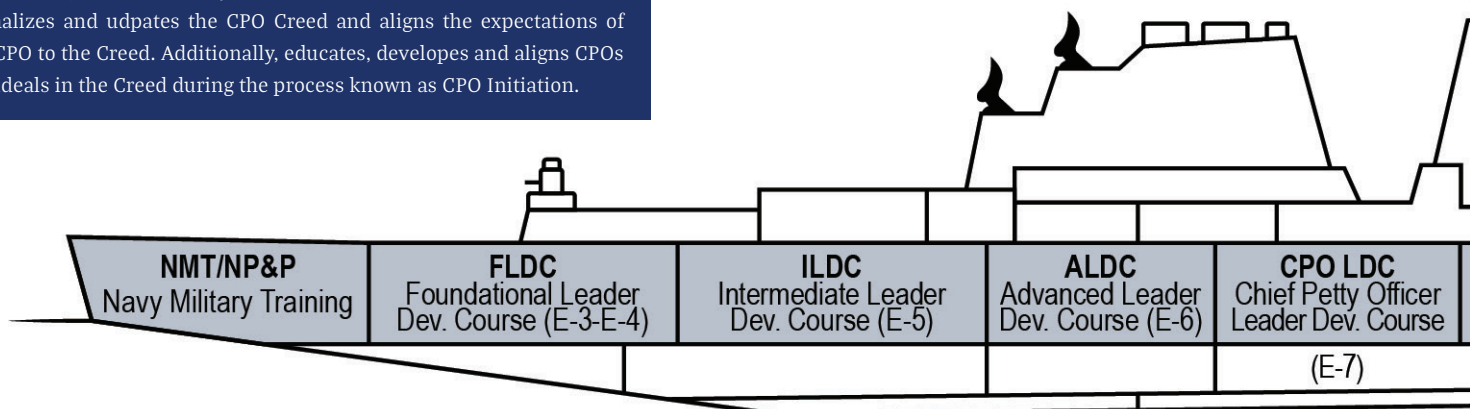 alizes and udpates the CPO Creed and aligns the expectations of
CPO to the Creed. Additionally, educates, developes and aligns CPOs
deals in the Creed during the process known as CPO Initiation.
NMT/NP&P
Navy Military Training
FLDC
Foundational Leader
Dev. Course (E-3-E-4)
ILDC
Intermediate Leader
Dev. Course (E-5)
ALDC
Advanced Leader
Dev. Course (E-6)
CPO LDC
Chief Petty Officer
Leader Dev. Course
(E-7)